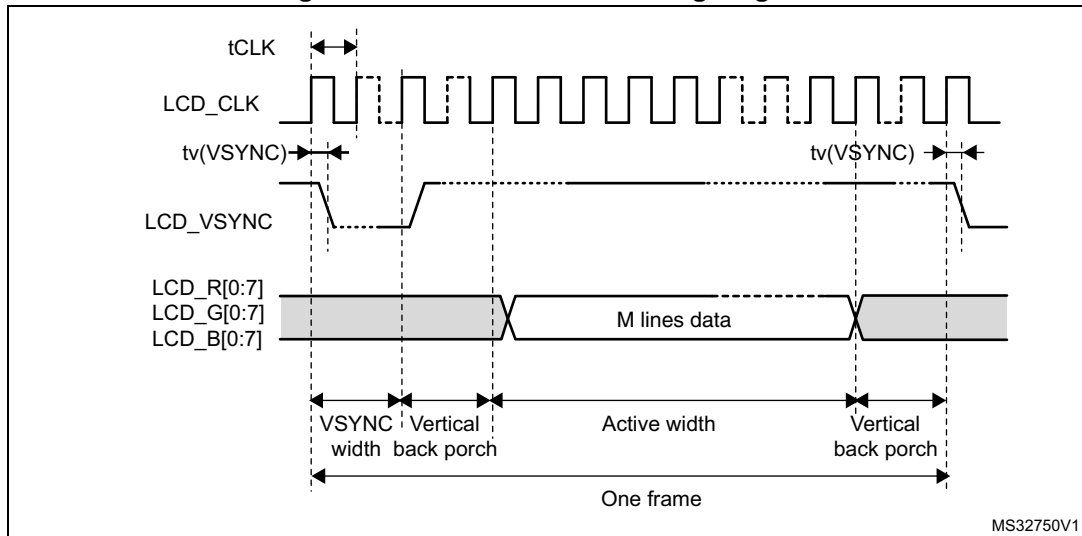 tCLK
LCD_CLK
tv(VSYNC)
tv(VSYNC)
LCD_VSYNC
LCD_R[0:7]
LCD_G[0:7]
LCD_B[0:7]
M lines data
VSYNC width
Vertical back porch
Active width
Vertical back porch
One frame
MS32750V1